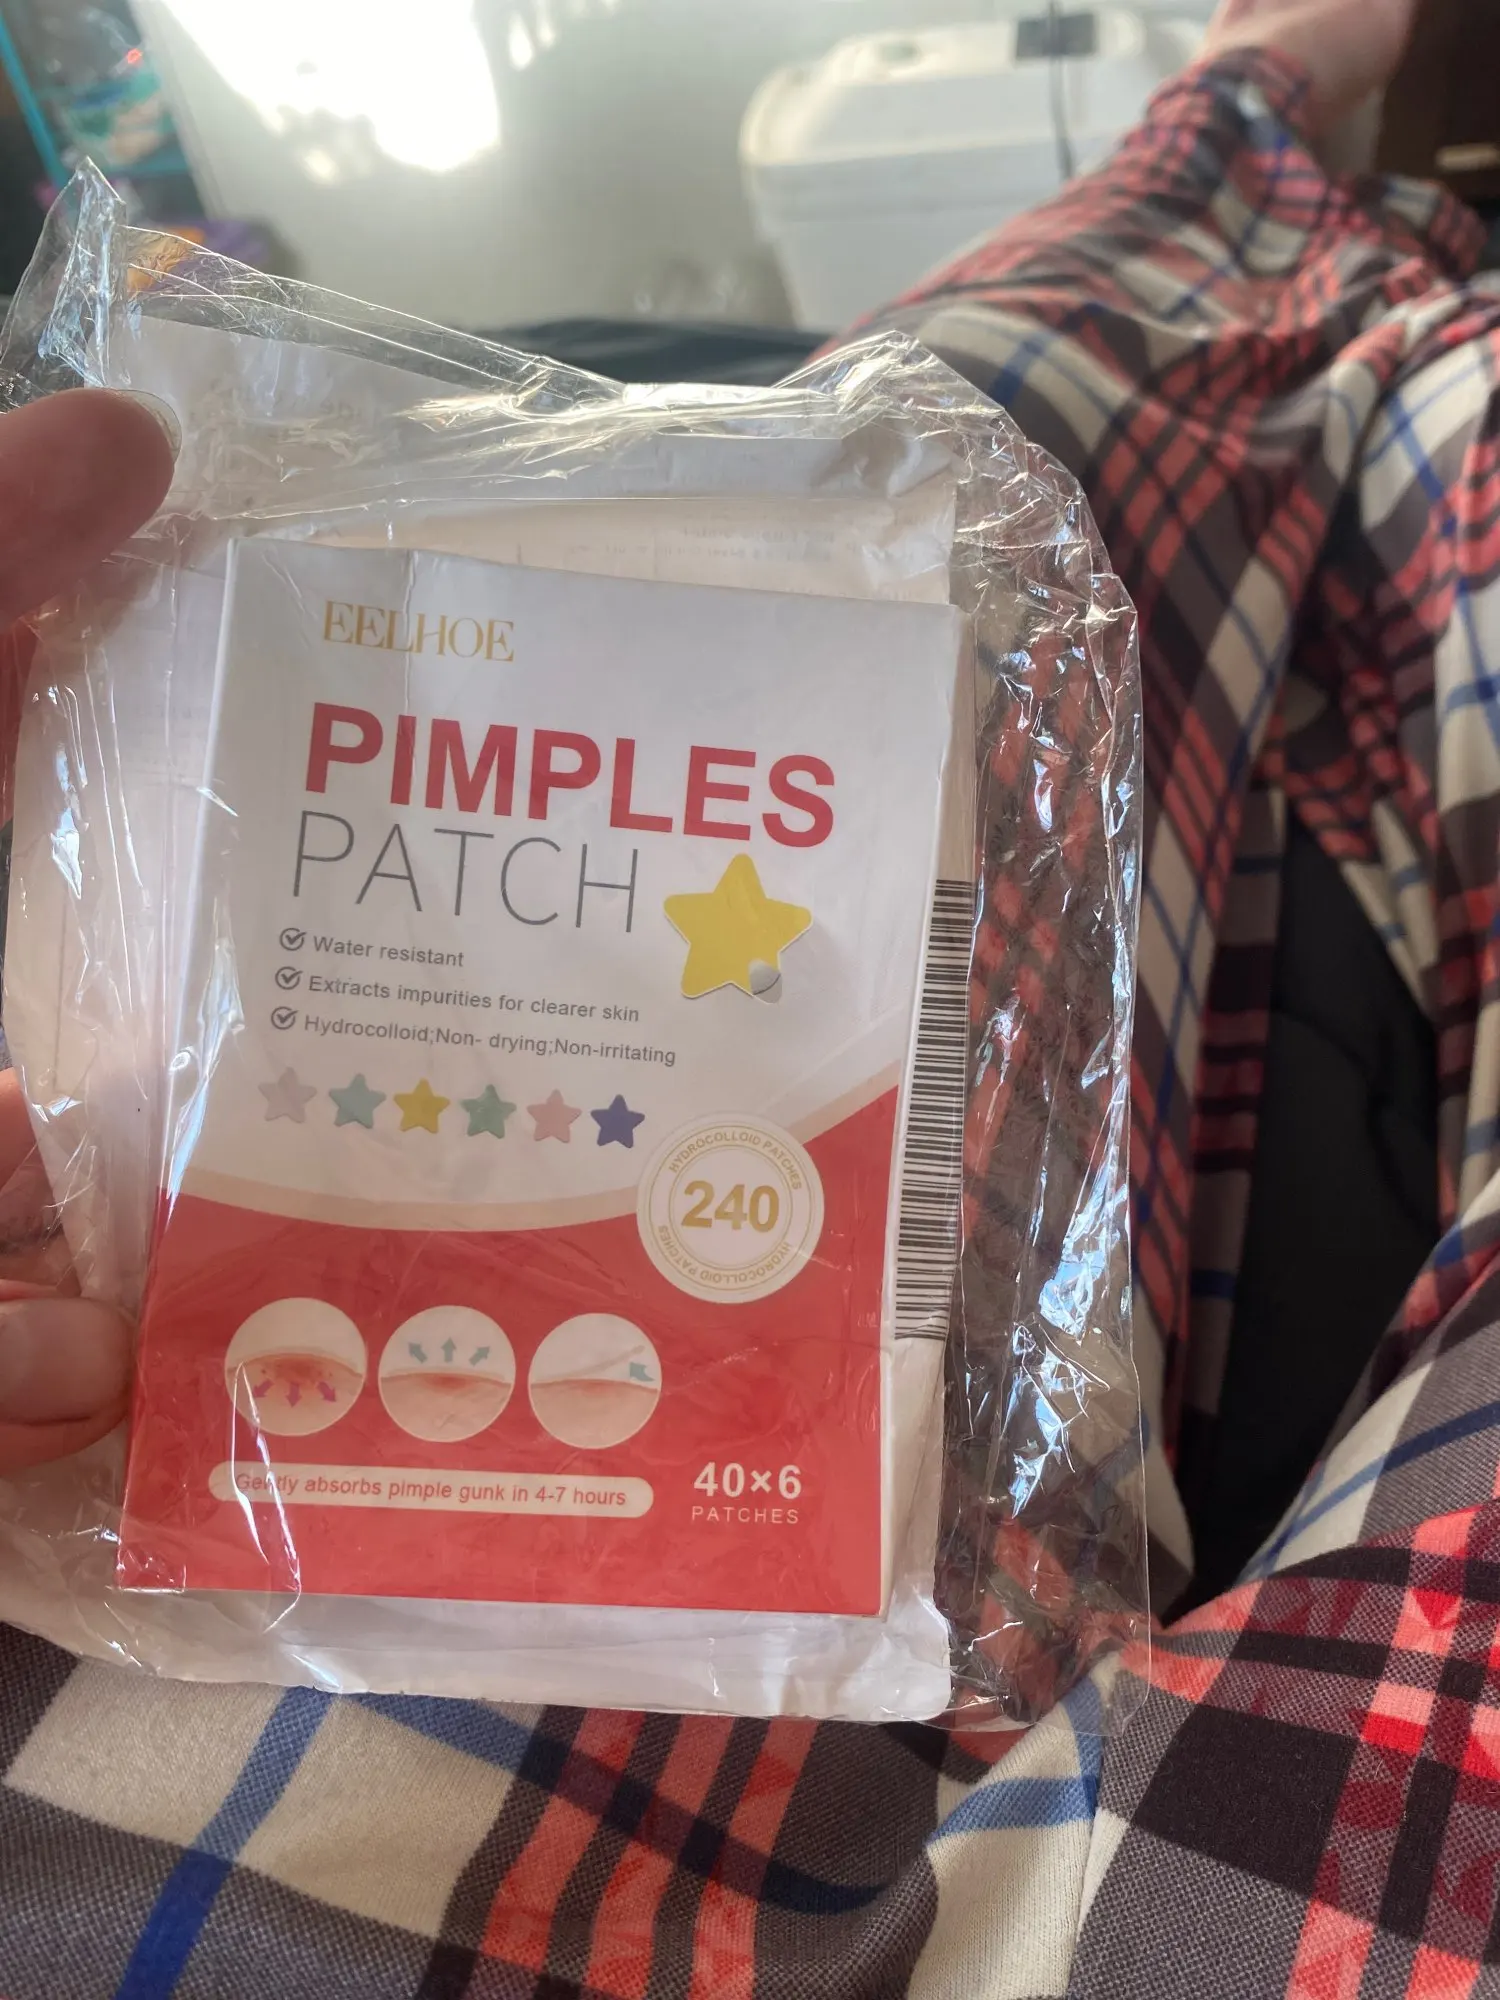 EELHOE
PIMPLES
PATCH
Water resistant
Extracts impurities for clearer skin
Hydrocolloid;Non- drying;Non-irritating
HYDROCOLLOID PATCHES
240
HYDROCOLLOID PATCHES
Gently absorbs pimple gunk in 4-7 hours
40×6
PATCHES